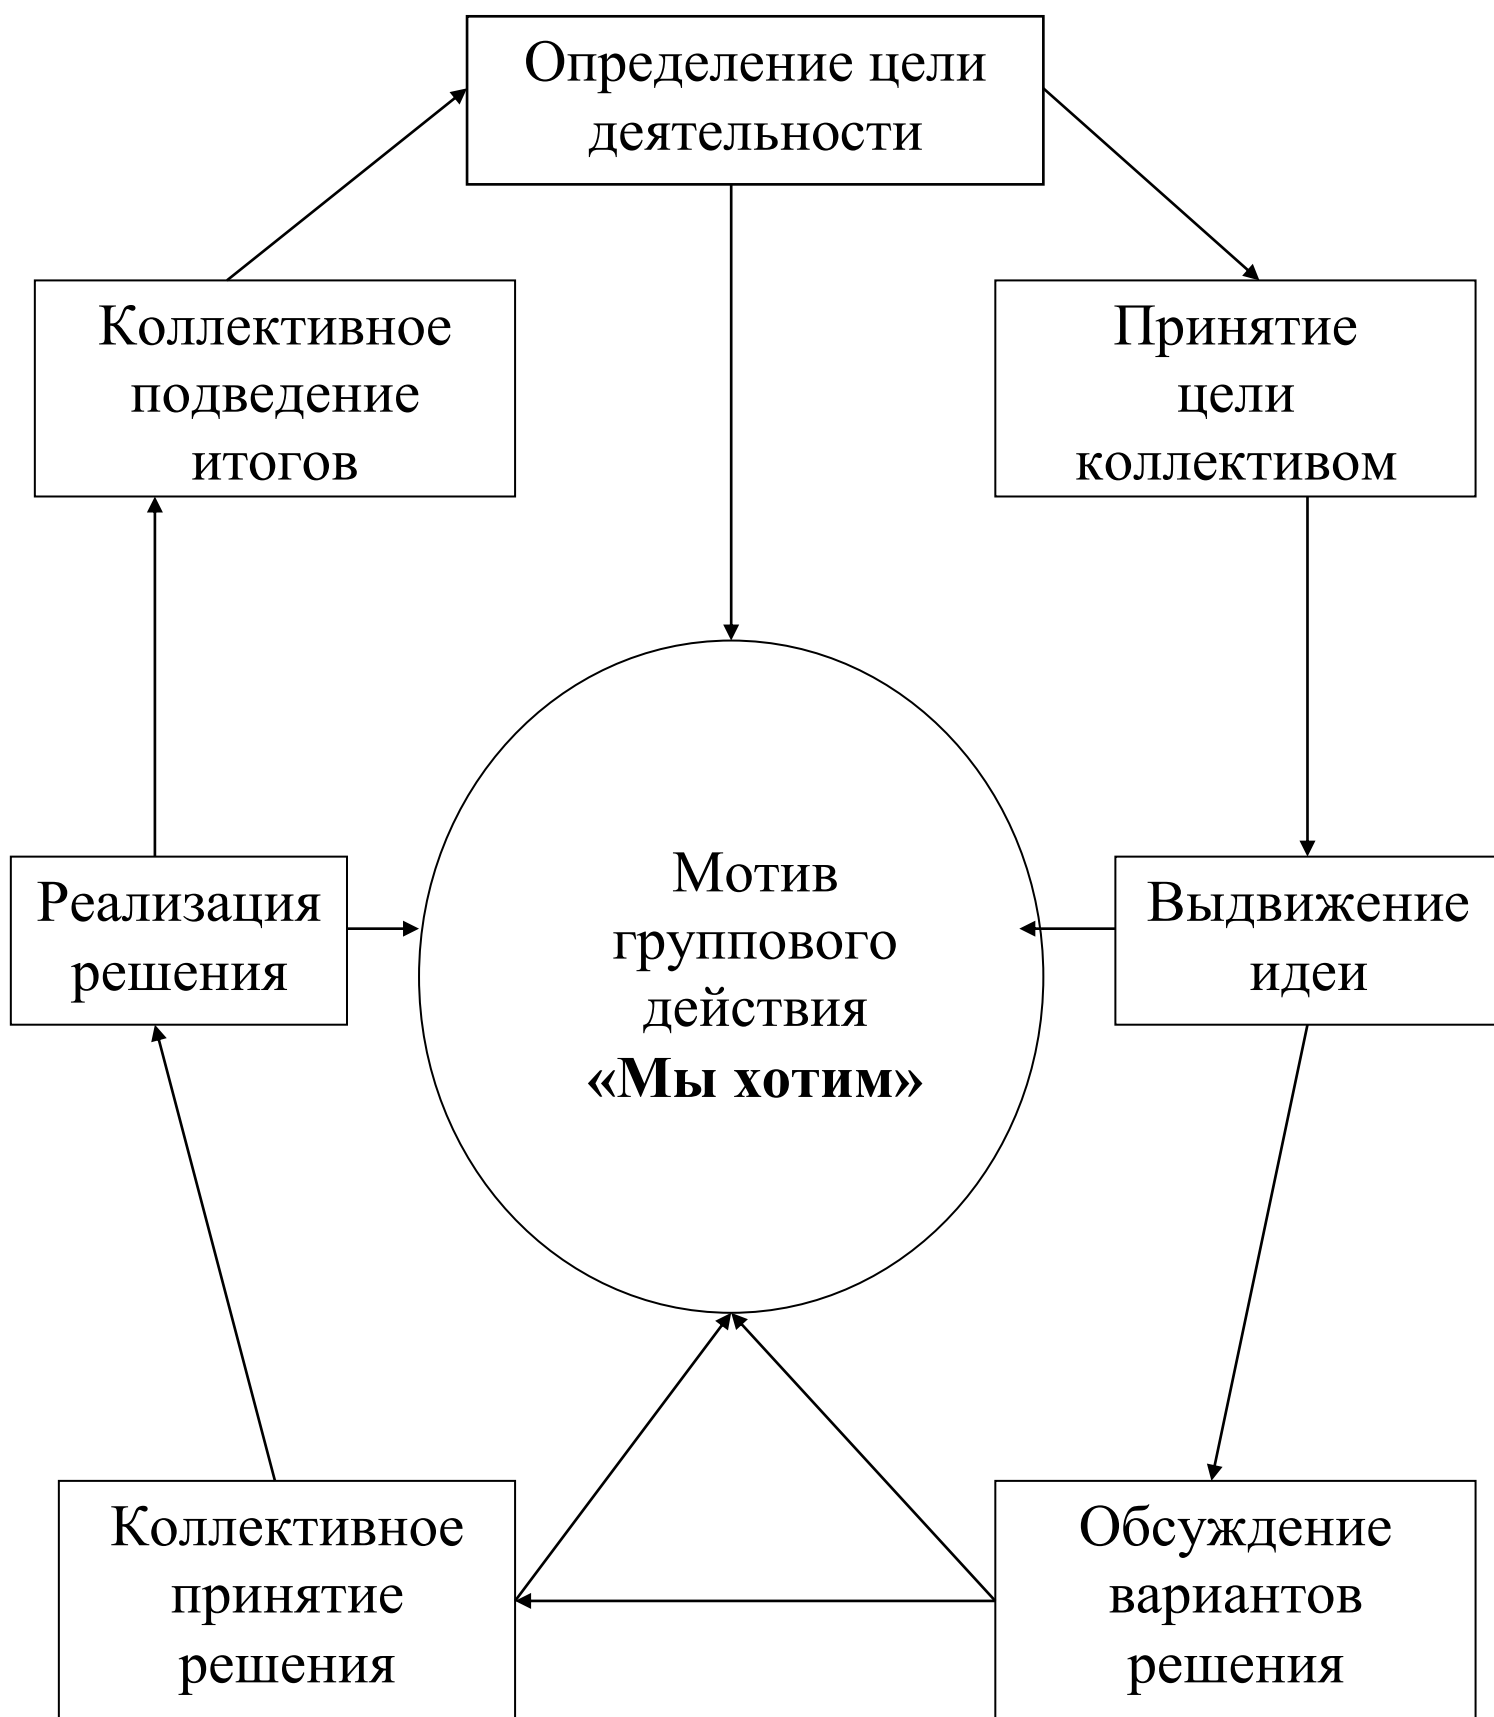 Определение цели
деятельности
Коллективное
подведение
итогов
Принятие
цели
коллективом
Мотив
группового
действия
«Мы хотим»
Реализация
решения
Выдвижение
идеи
Коллективное
принятие
решения
Обсуждение
вариантов
решения